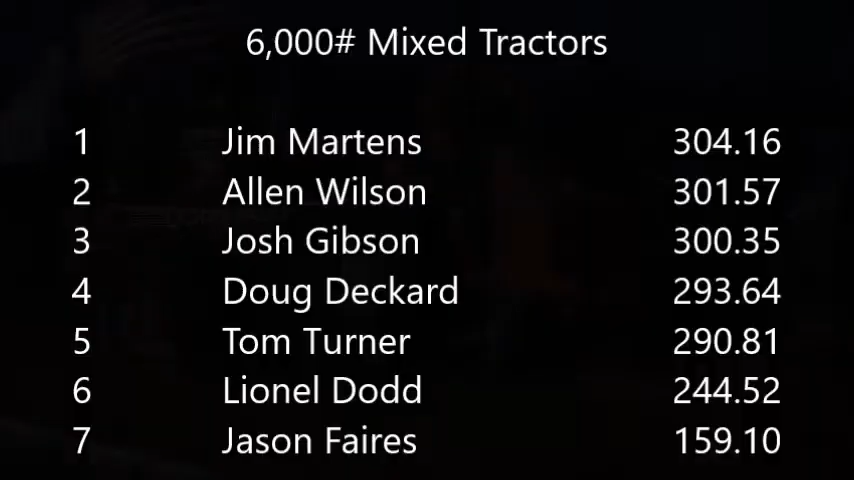 6,000# Mixed Tractors
1 Jim Martens 304.16
2 Allen Wilson 301.57
3 Josh Gibson 300.35
4 Doug Deckard 293.64
5 Tom Turner 290.81
6 Lionel Dodd 244.52
7 Jason Faires 159.10